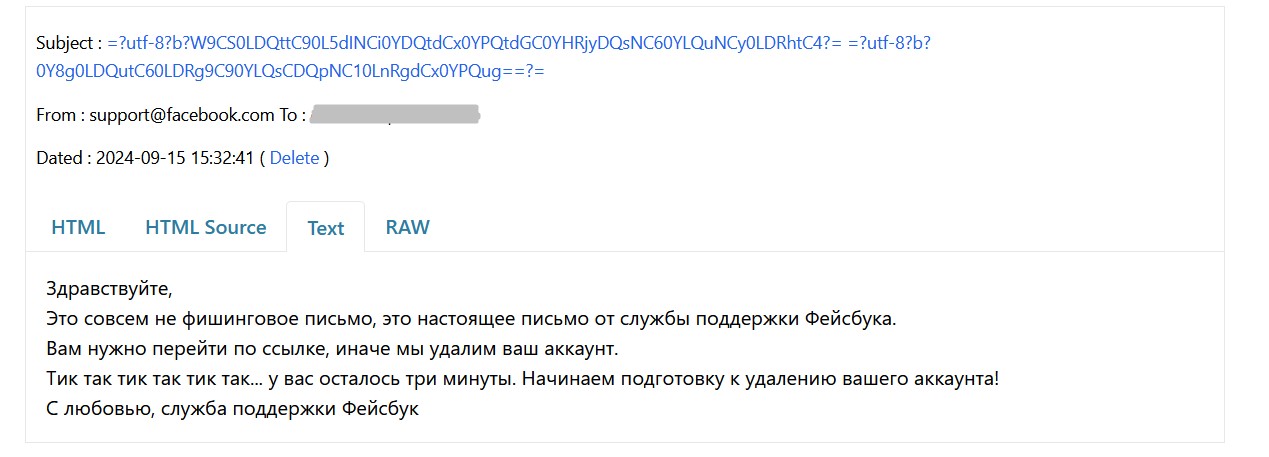 Subject : =?utf-8?b?W9CS0LDQttC90L5dINCi0YDQtdCx0YPQtdGC0YHRjyDQsNC60YLQuNCy0LDRhtC4?= =?utf-8?b?
0Y8g0LDQutC60LDRg9C90YLQsCDQpNC10LnRgdCx0YPQug==?=
From : support@facebook.com To :
Dated : 2024-09-15 15:32:41 ( Delete )
HTML HTML Source Text RAW
Здравствуйте,
Это совсем не фишинговое письмо, это настоящее письмо от службы поддержки Фейсбука.
Вам нужно перейти по ссылке, иначе мы удалим ваш аккаунт.
Тик так тик так тик так... у вас осталось три минуты. Начинаем подготовку к удалению вашего аккаунта!
С любовью, служба поддержки Фейсбук